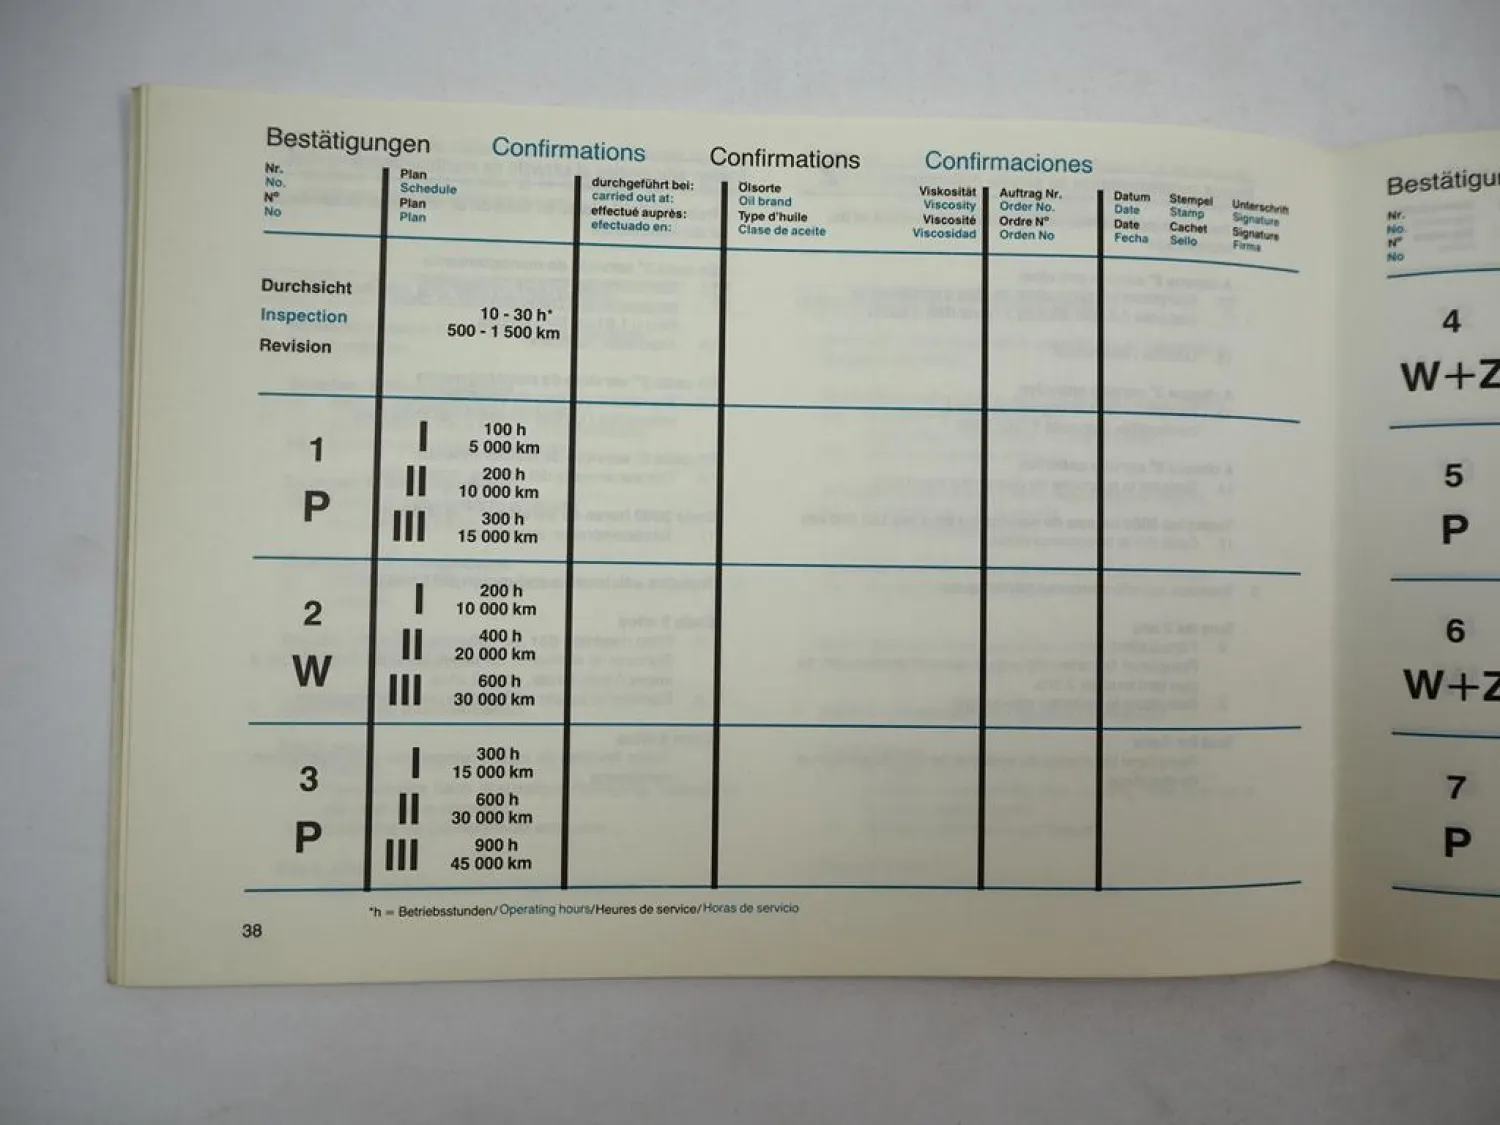 Bestätigungen Confirmations Confirmations Confirmaciones
Nr.
No.
Nº
No
Plan
Schedule
Plan
Plan
durchgeführt bei:
carried out at:
effectué auprès:
efectuado en:
Ölsorte
Oil brand
Type d'huile
Clase de aceite
Viskosität
Viscosity
Viscosité
Viscosidad
Auftrag Nr.
Order No.
Ordre Nº
Orden No
Datum
Date
Date
Fecha
Stempel
Stamp
Cachet
Sello
Unterschrift
Signature
Signature
Firma
Durchsicht
Inspection
Revision
10 - 30 h*
500 - 1 500 km
1
P
I 100 h
5 000 km
II 200 h
10 000 km
III 300 h
15 000 km
2
W
I 200 h
10 000 km
II 400 h
20 000 km
III 600 h
30 000 km
3
P
I 300 h
15 000 km
II 600 h
30 000 km
III 900 h
45 000 km
*h = Betriebsstunden/Operating hours/Heures de service/Horas de servicio
38
Bestätigu
Nr.
No.
Nº
No
4
W+Z
5
P
6
W+Z
7
P